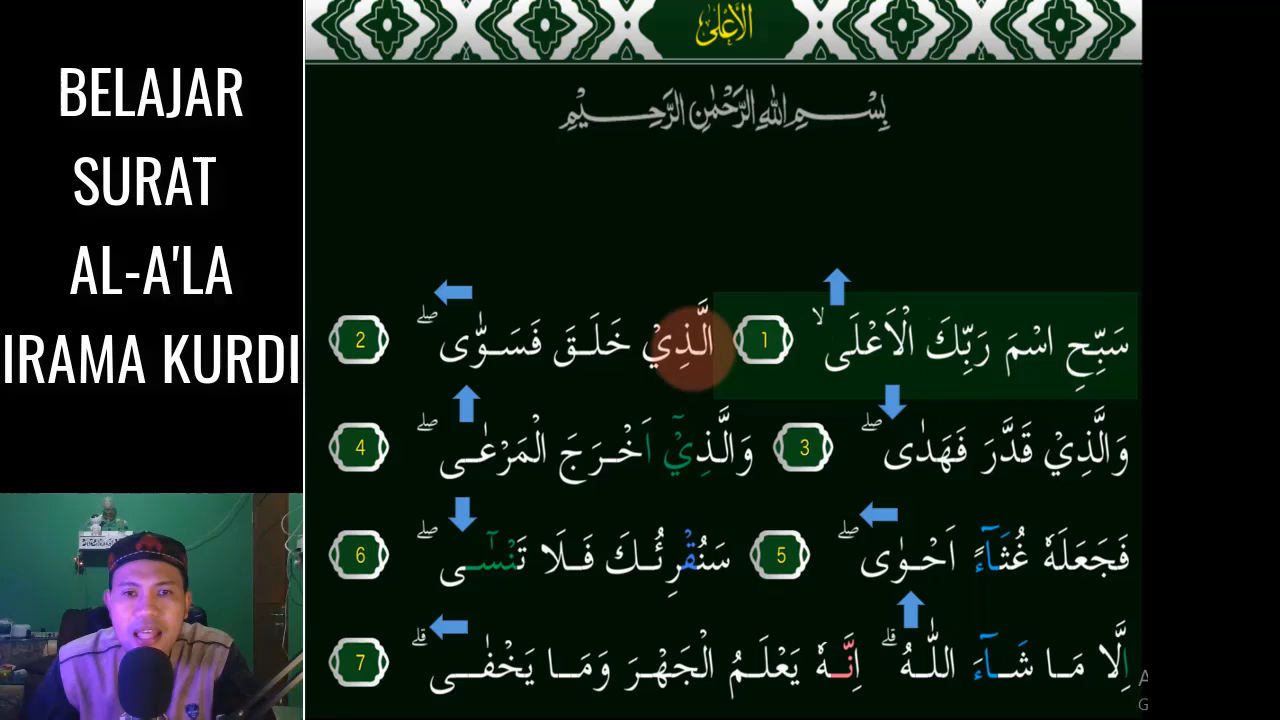 BELAJAR
SURAT
AL-A'LA
IRAMA KURDI
الأعلى
بِسْمِ اللّٰهِ الرَّحْمٰنِ الرَّحِيْمِ
سَبِّحِ اسْمَ رَبِّكَ الْاَعْلَىۙ 1 الَّذِيْ خَلَقَ فَسَوّٰىۖ 2
وَالَّذِيْ قَدَّرَ فَهَدٰىۖ 3 وَالَّذِيْٓ اَخْرَجَ الْمَرْعٰىۖ 4
فَجَعَلَهٗ غُثَاۤءً اَحْوٰىۖ 5 سَنُقْرِئُكَ فَلَا تَنْسٰٓىۖ 6
اِلَّا مَا شَاۤءَ اللّٰهُۗ اِنَّهٗ يَعْلَمُ الْجَهْرَ وَمَا يَخْفٰىۗ 7
A
G